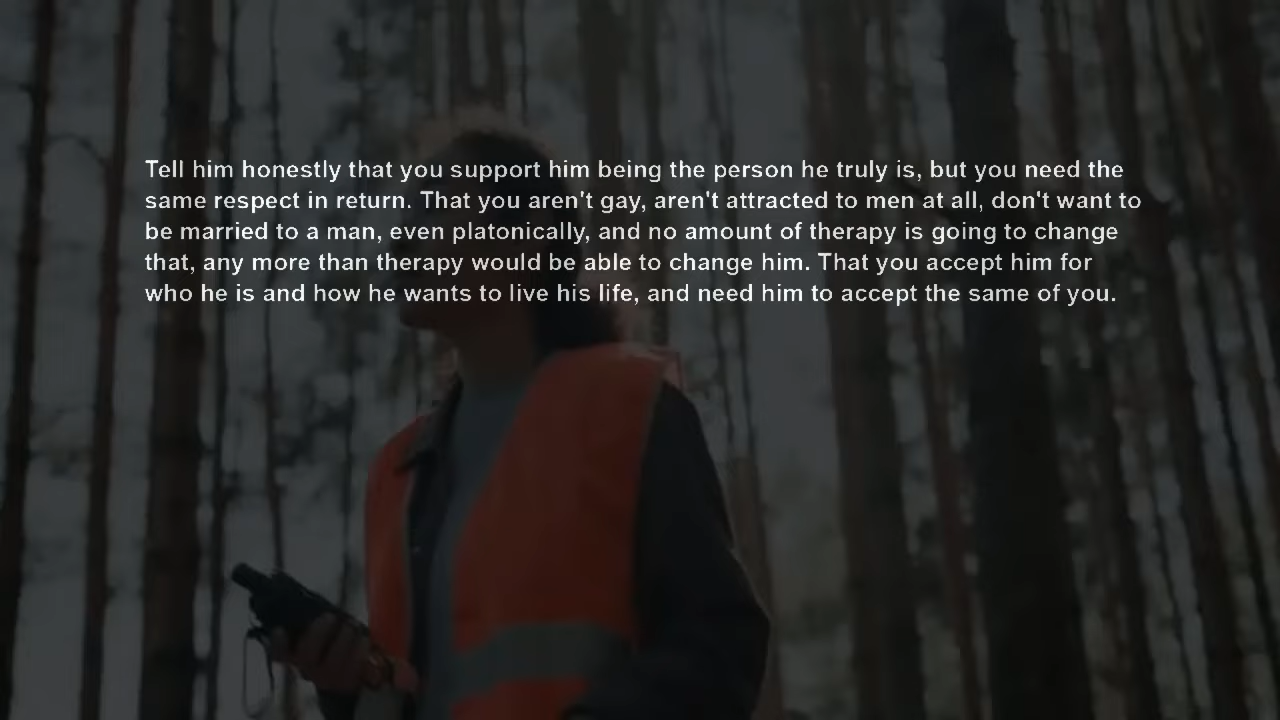 Tell him honestly that you support him being the person he truly is, but you need the
same respect in return. That you aren't gay, aren't attracted to men at all, don't want to
be married to a man, even platonically, and no amount of therapy is going to change
that, any more than therapy would be able to change him. That you accept him for
who he is and how he wants to live his life, and need him to accept the same of you.